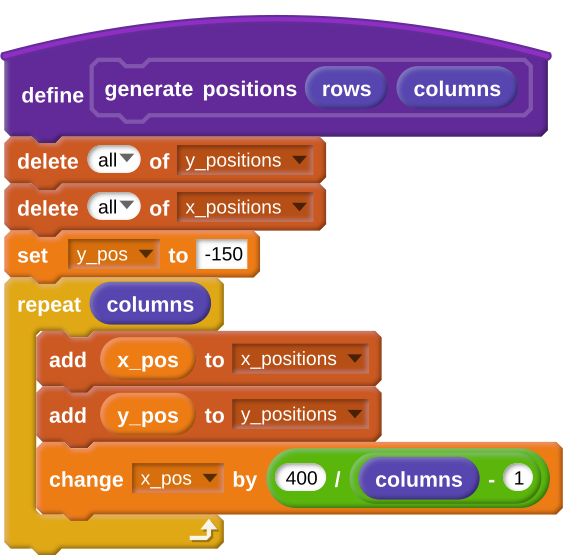 define generate positions rows columns
delete all of y_positions
delete all of x_positions
set y_pos to -150
repeat columns
add x_pos to x_positions
add y_pos to y_positions
change x_pos by 400 / columns - 1